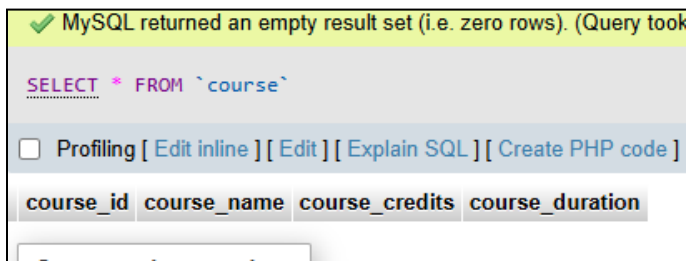 MySQL returned an empty result set (i.e. zero rows). (Query took
SELECT * FROM `course`
Profiling [ Edit inline ] [ Edit ] [ Explain SQL ] [ Create PHP code ]
course_id course_name course_credits course_duration